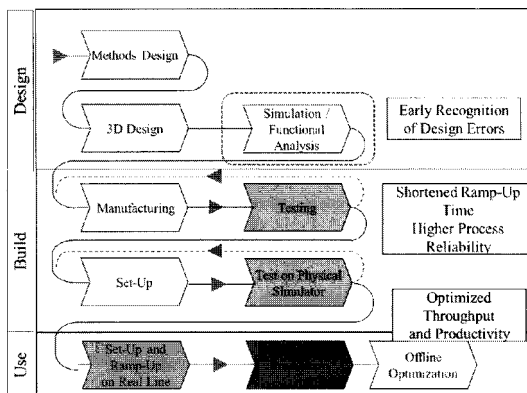 Design
Methods Design
3D Design
Simulation /
Functional
Analysis
Early Recognition
of Design Errors
Build
Manufacturing
Testing
Shortened Ramp-Up
Time
Higher Process
Reliability
Set-Up
Test on Physical
Simulator
Optimized
Throughput
and Productivity
Use
Set-Up and
Ramp-Up
on Real Line
Offline
Optimization